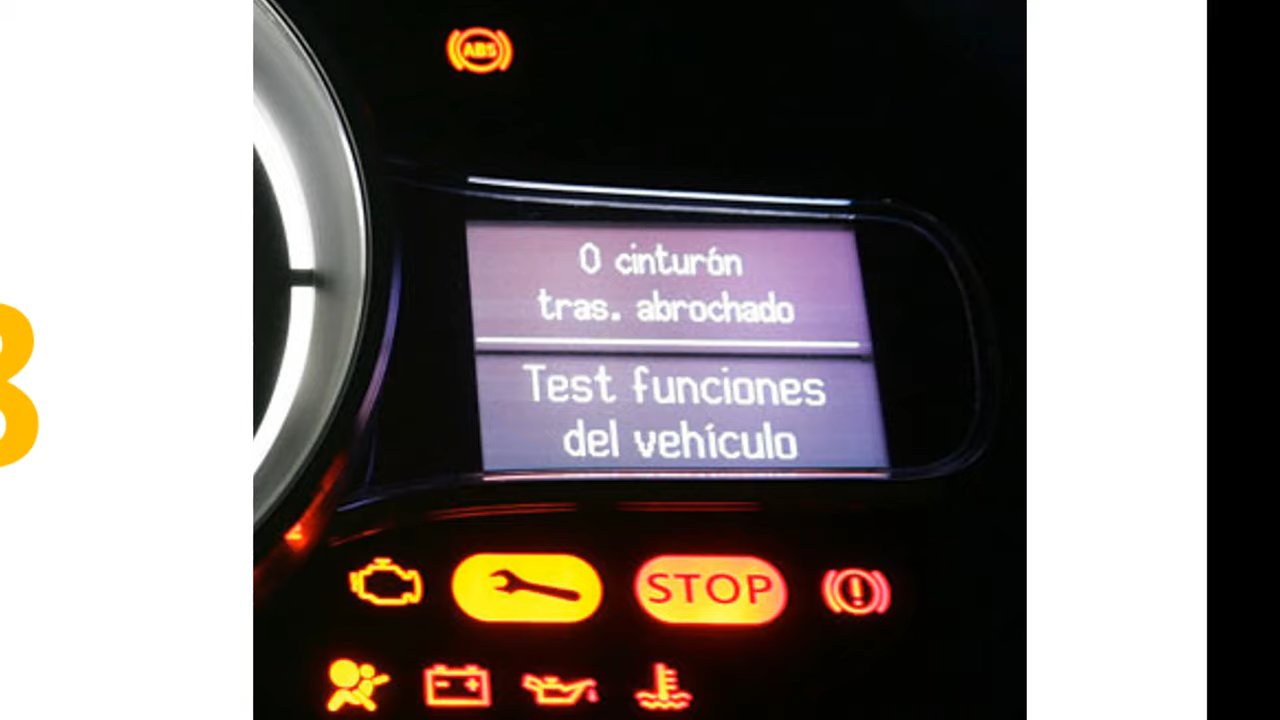 ABS
0 cinturón
tras. abrochado
Test funciones
del vehículo
STOP